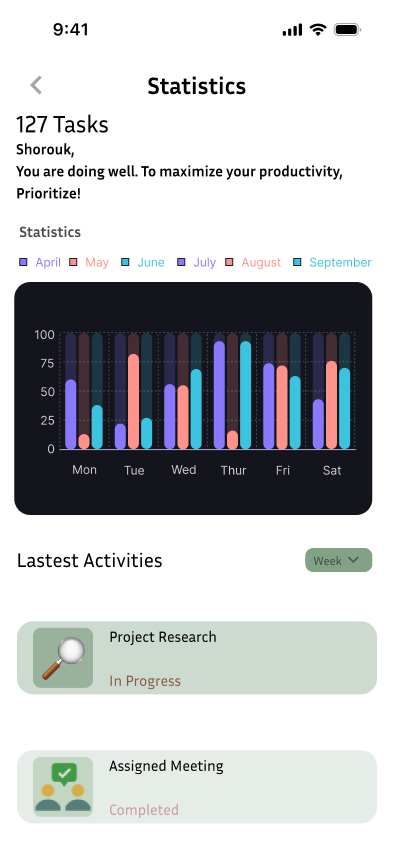 9:41
Statistics
127 Tasks
Shorouk,
You are doing well. To maximize your productivity,
Prioritize!
Statistics
April May June July August September
100
75
50
25
0
Mon Tue Wed Thur Fri Sat
Lastest Activities
Week
Project Research
In Progress
Assigned Meeting
Completed